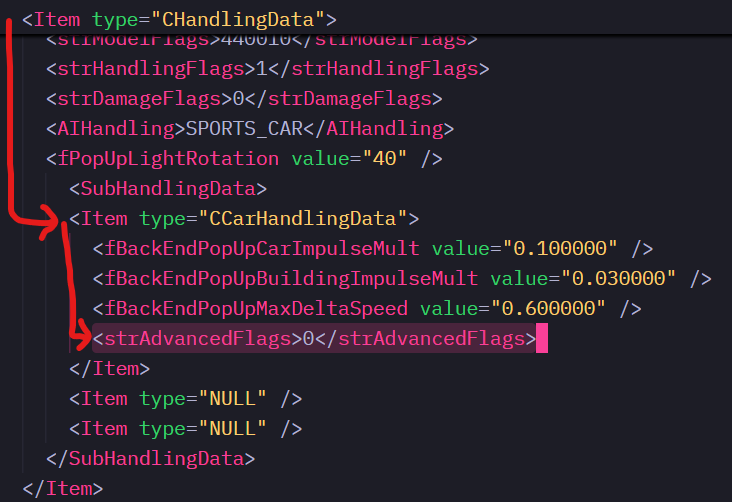 <Item type="CHandlingData">
<strModelFlags>440010</strModelFlags>
<strHandlingFlags>1</strHandlingFlags>
<strDamageFlags>0</strDamageFlags>
<AIHandling>SPORTS_CAR</AIHandling>
<fPopUpLightRotation value="40" />
<SubHandlingData>
<Item type="CCarHandlingData">
<fBackEndPopUpCarImpulseMult value="0.100000" />
<fBackEndPopUpBuildingImpulseMult value="0.030000" />
<fBackEndPopUpMaxDeltaSpeed value="0.600000" />
<strAdvancedFlags>0</strAdvancedFlags>
</Item>
<Item type="NULL" />
<Item type="NULL" />
</SubHandlingData>
</Item>